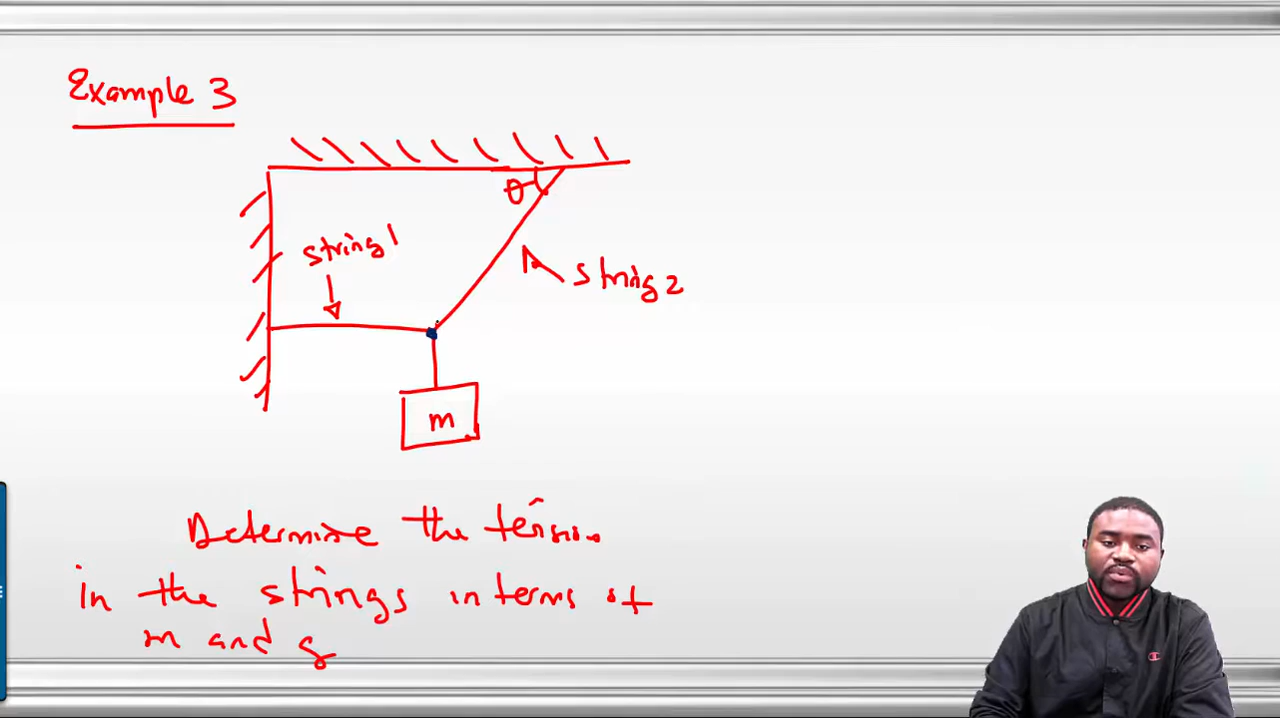 Example 3
θ
string 1
string 2
m
Determine the tension
in the strings in terms of
m and g